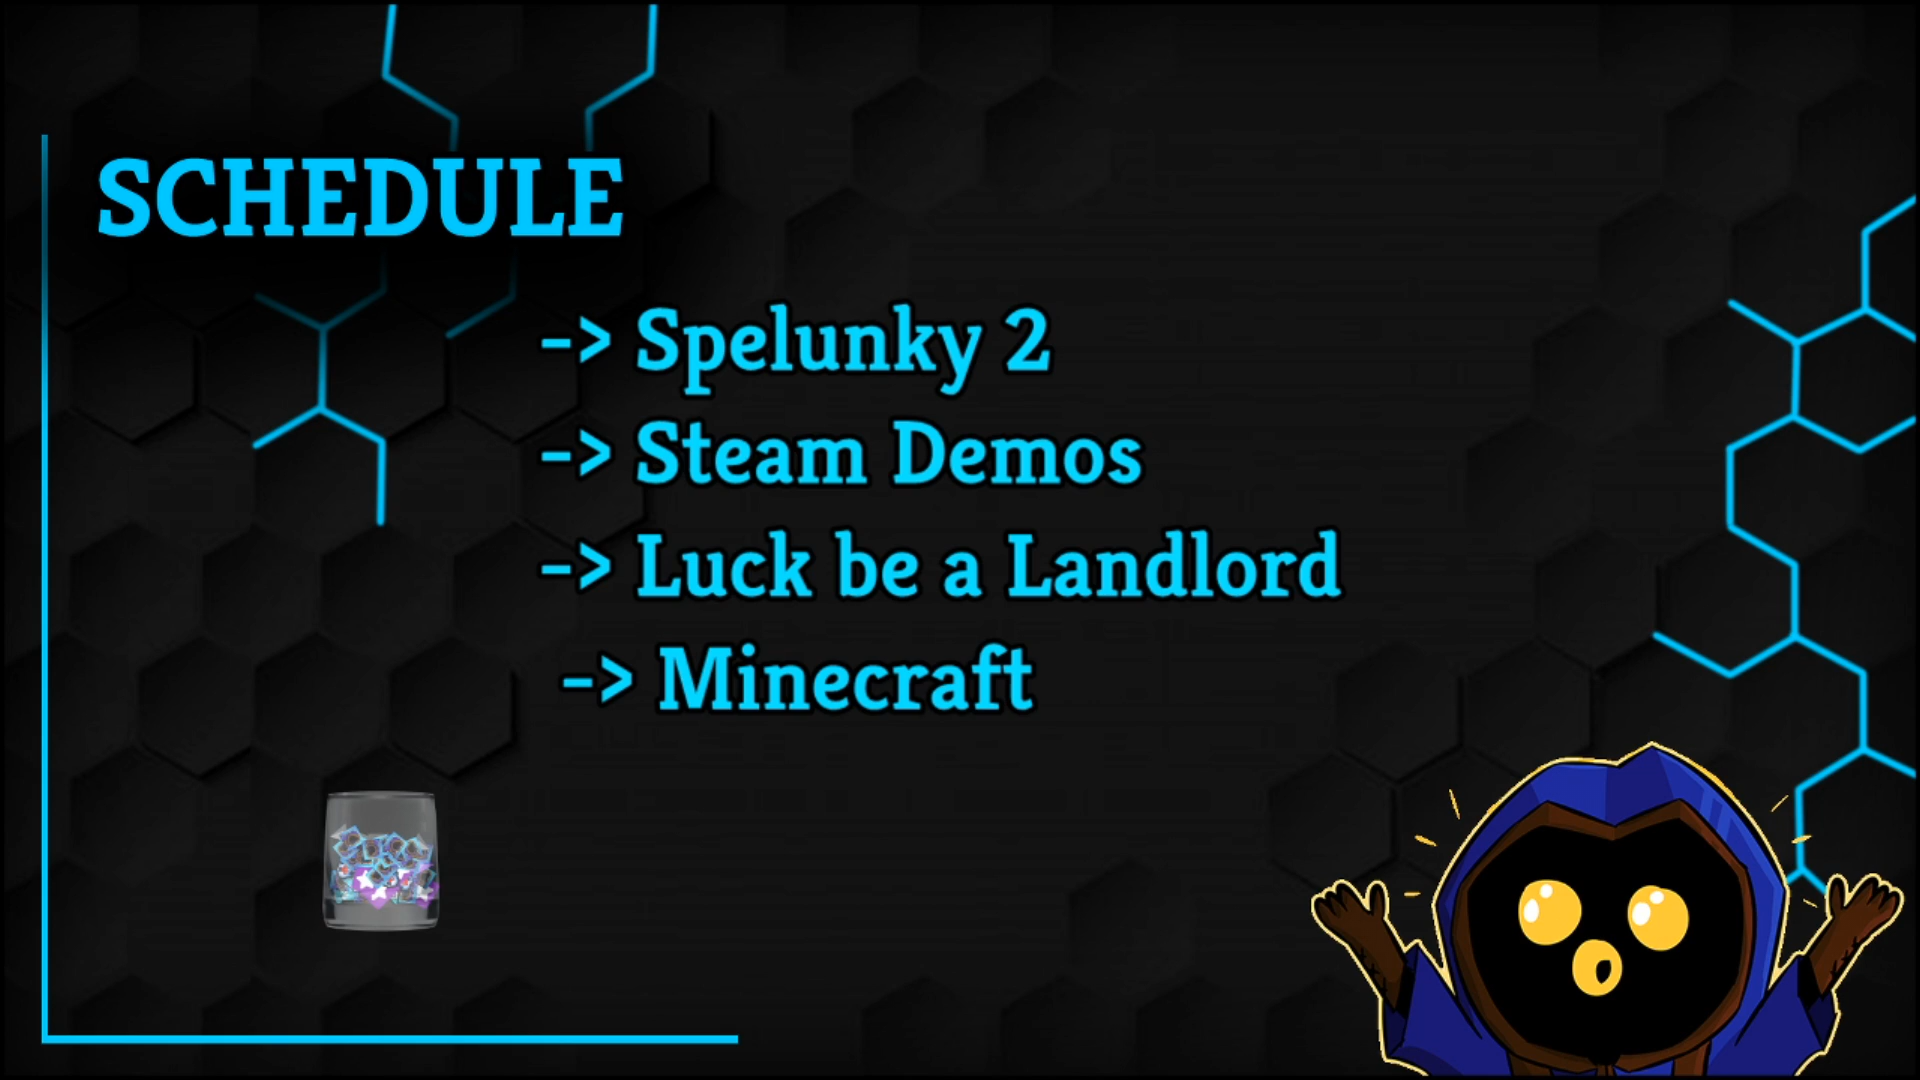 SCHEDULE
-> Spelunky 2
-> Steam Demos
-> Luck be a Landlord
-> Minecraft